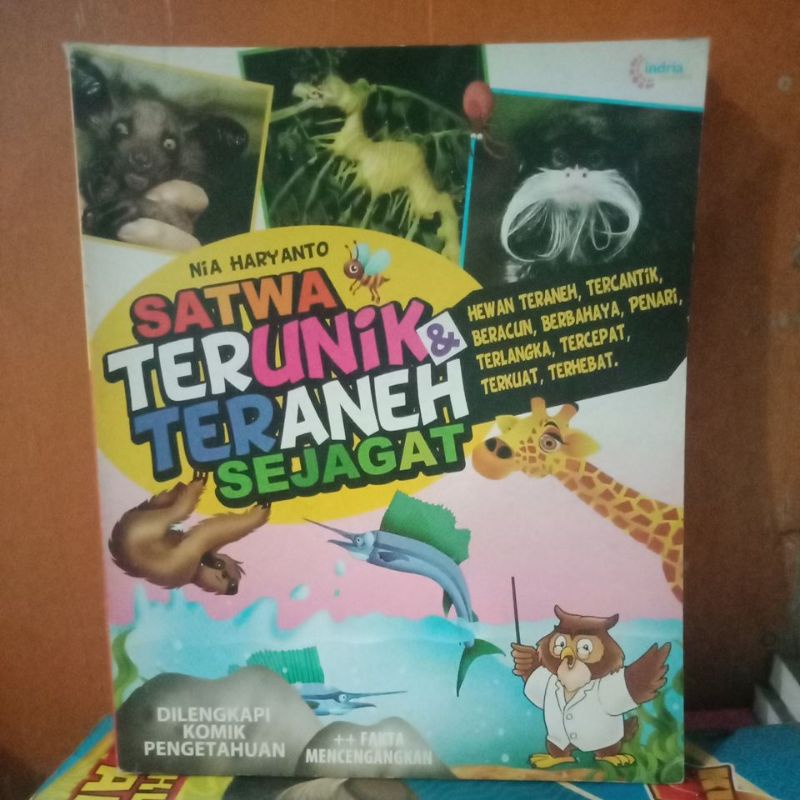 indria
NiA HARYANTO
SATWA
TERUNiK &
TERANEH
SEJAGAT
HEWAN TERANEH, TERCANTIK,
BERACUN, BERBAHAYA, PENARI,
TERLANGKA, TERCEPAT,
TERKUAT, TERHEBAT.
DILENGKAPI
KOMIK
PENGETAHUAN
++ FAKTA
MENCENGANGKAN